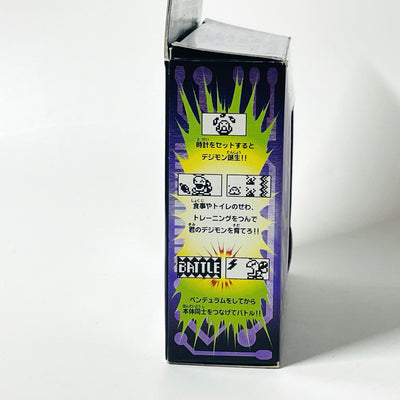 時計をセットすると
デジモン誕生!!
食事やトイレのせわ、
トレーニングをつんで
君のデジモンを育てろ!!
BATTLE
ペンデュラムをしてから
本体同士をつなげてバトル!!